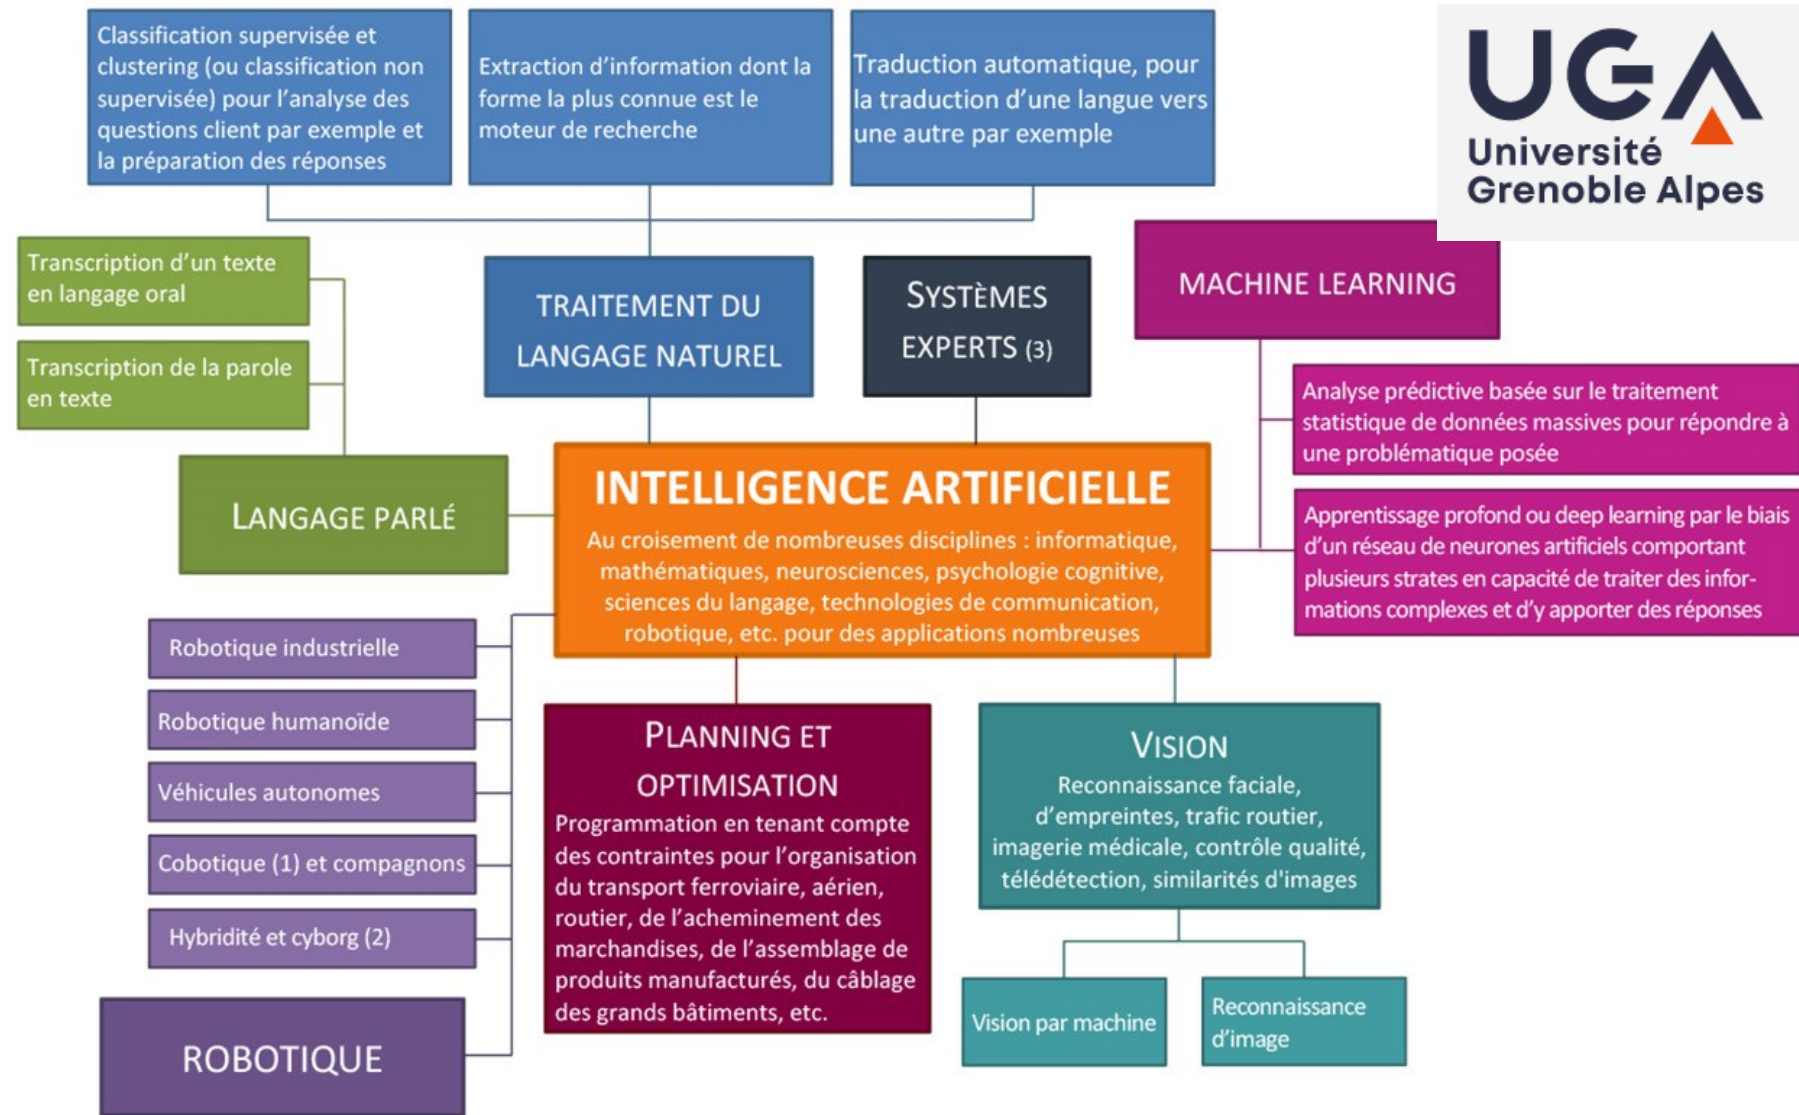 Classification supervisée et
clustering (ou classification non
supervisée) pour l'analyse des
questions client par exemple et
la préparation des réponses
Extraction d'information dont la
forme la plus connue est le
moteur de recherche
Traduction automatique, pour
la traduction d'une langue vers
une autre par exemple
UGA
Université
Grenoble Alpes
Transcription d'un texte
en langage oral
Transcription de la parole
en texte
LANGAGE PARLÉ
TRAITEMENT DU
LANGAGE NATUREL
SYSTÈMES
EXPERTS (3)
MACHINE LEARNING
Analyse prédictive basée sur le traitement
statistique de données massives pour répondre à
une problématique posée
Apprentissage profond ou deep learning par le biais
d'un réseau de neurones artificiels comportant
plusieurs strates en capacité de traiter des infor-
mations complexes et d'y apporter des réponses
INTELLIGENCE ARTIFICIELLE
Au croisement de nombreuses disciplines : informatique,
mathématiques, neurosciences, psychologie cognitive,
sciences du langage, technologies de communication,
robotique, etc. pour des applications nombreuses
Robotique industrielle
Robotique humanoïde
Véhicules autonomes
Cobotique (1) et compagnons
Hybridité et cyborg (2)
ROBOTIQUE
PLANNING ET
OPTIMISATION
Programmation en tenant compte
des contraintes pour l'organisation
du transport ferroviaire, aérien,
routier, de l'acheminement des
marchandises, de l'assemblage de
produits manufacturés, du câblage
des grands bâtiments, etc.
VISION
Reconnaissance faciale,
d'empreintes, trafic routier,
imagerie médicale, contrôle qualité,
télédétection, similarités d'images
Vision par machine
Reconnaissance
d'image